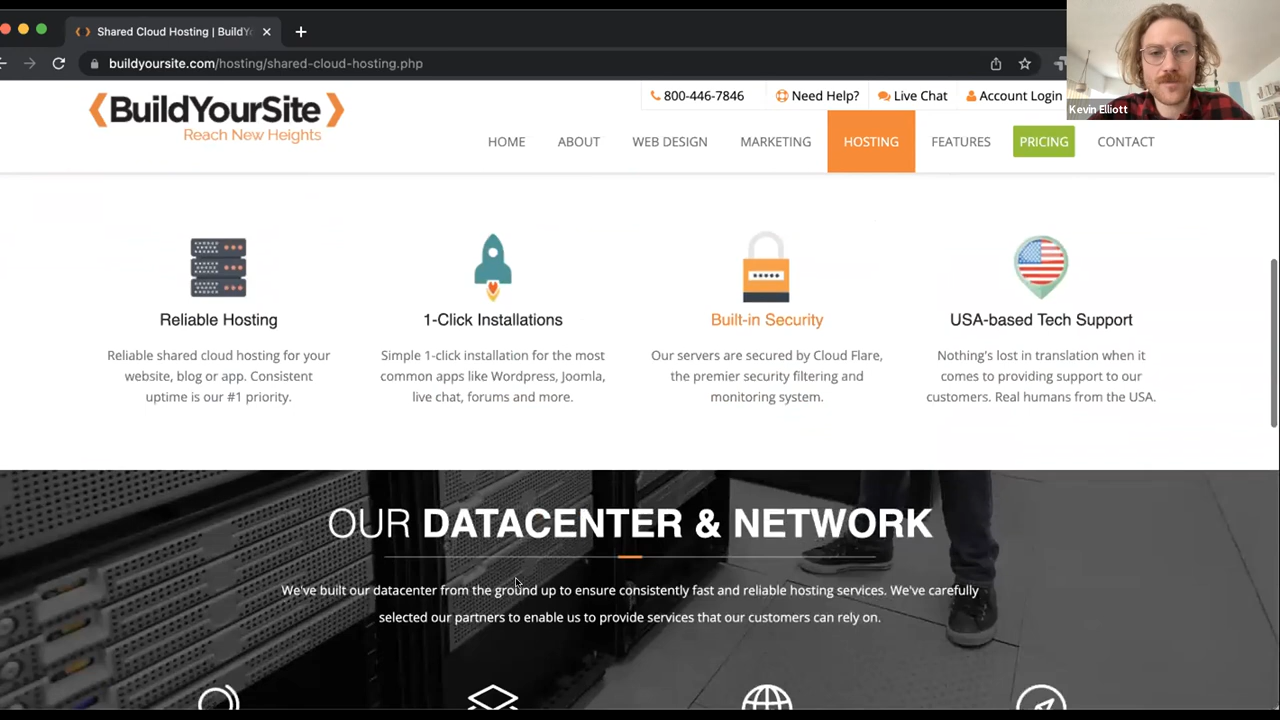 Shared Cloud Hosting | BuildY
buildyoursite.com/hosting/shared-cloud-hosting.php
Kevin Elliott
BuildYourSite
Reach New Heights
800-446-7846
Need Help?
Live Chat
Account Login
HOME
ABOUT
WEB DESIGN
MARKETING
HOSTING
FEATURES
PRICING
CONTACT
Reliable Hosting
Reliable shared cloud hosting for your
website, blog or app. Consistent
uptime is our #1 priority.
1-Click Installations
Simple 1-click installation for the most
common apps like Wordpress, Joomla,
live chat, forums and more.
Built-in Security
Our servers are secured by Cloud Flare,
the premier security filtering and
monitoring system.
USA-based Tech Support
Nothing's lost in translation when it
comes to providing support to our
customers. Real humans from the USA.
OUR DATACENTER & NETWORK
We've built our datacenter from the ground up to ensure consistently fast and reliable hosting services. We've carefully
selected our partners to enable us to provide services that our customers can rely on.